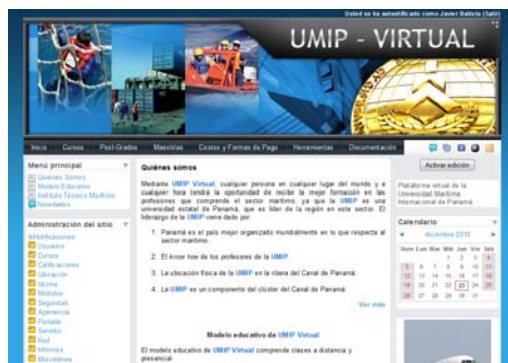 Usted se ha autentificado como Javier Batista (Salir)
UMIP - VIRTUAL
Inicio Cursos Post-Grados Maestrías Costos y Formas de Pago Herramientas Documentación
Menú principal
Quiénes Somos
Modelo Educativo
Instituto Técnico Marítimo
Novedades
Administración del sitio
Notificaciones
Usuarios
Cursos
Calificaciones
Ubicación
Idioma
Módulos
Seguridad
Apariencia
Portada
Servidor
Red
Informes
Misceláneo
Quiénes somos
Mediante UMIP Virtual, cualquier persona en cualquier lugar del mundo y a
cualquier hora tendrá la oportunidad de recibir la mejor formación en las
profesiones que comprende el sector marítimo, ya que la UMIP es una
universidad estatal de Panamá, que es líder de la región en este sector. El
liderazgo de la UMIP viene dado por:
1. Panamá es el país mejor organizado mundialmente en lo que respecta al
sector marítimo.
2. El know how de los profesores de la UMIP.
3. La ubicación física de la UMIP en la ribera del Canal de Panamá.
4. La UMIP es un componente del clúster del Canal de Panamá.
Ver más
Modelo educativo de UMIP Virtual
El modelo educativo de UMIP Virtual comprende clases a distancia y
presencial.
Activar edición
Plataforma virtual de la
Universidad Marítima
Internacional de Panamá.
Calendario
diciembre 2010
Dom Lun Mar Mié Jue Vie Sáb
1 2 3 4
5 6 7 8 9 10 11
12 13 14 15 16 17 18
19 20 21 22 23 24 25
26 27 28 29 30 31